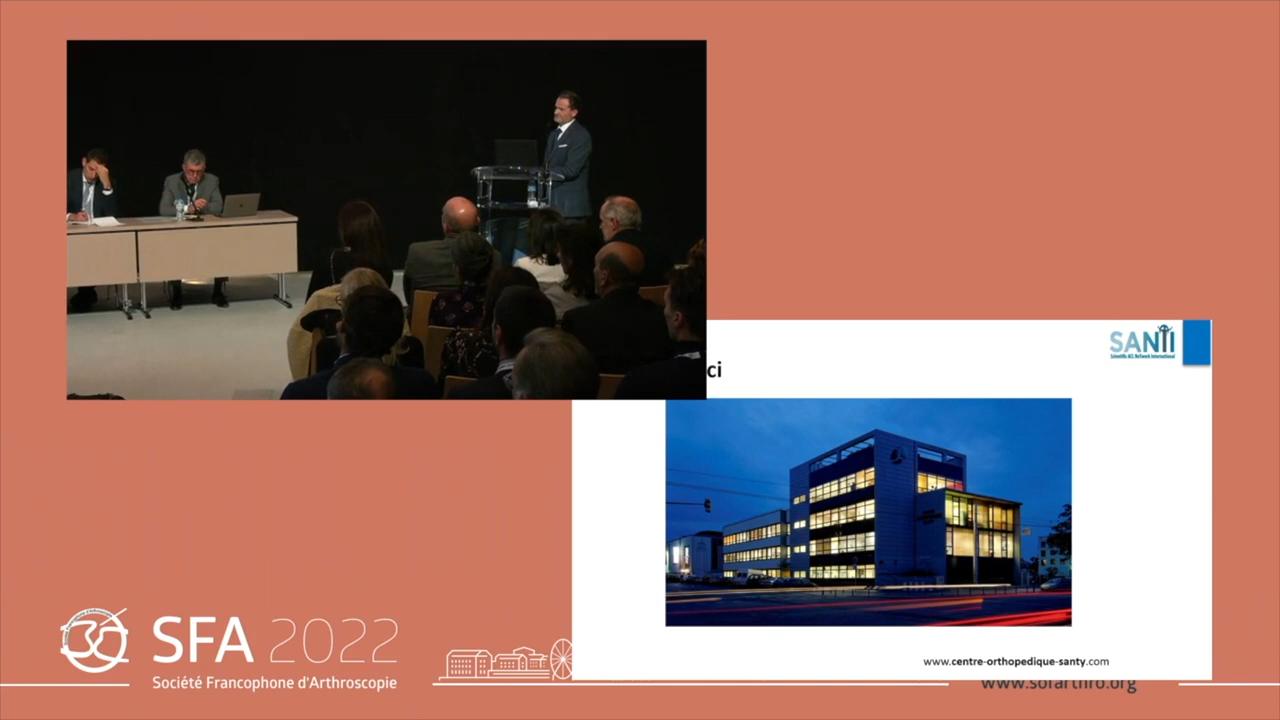 SANTI
Scientific ACL NeTwork International
ci
www.centre-orthopedique-santy.com
30
SFA 2022
Société Francophone d'Arthroscopie
www.sofarthro.org